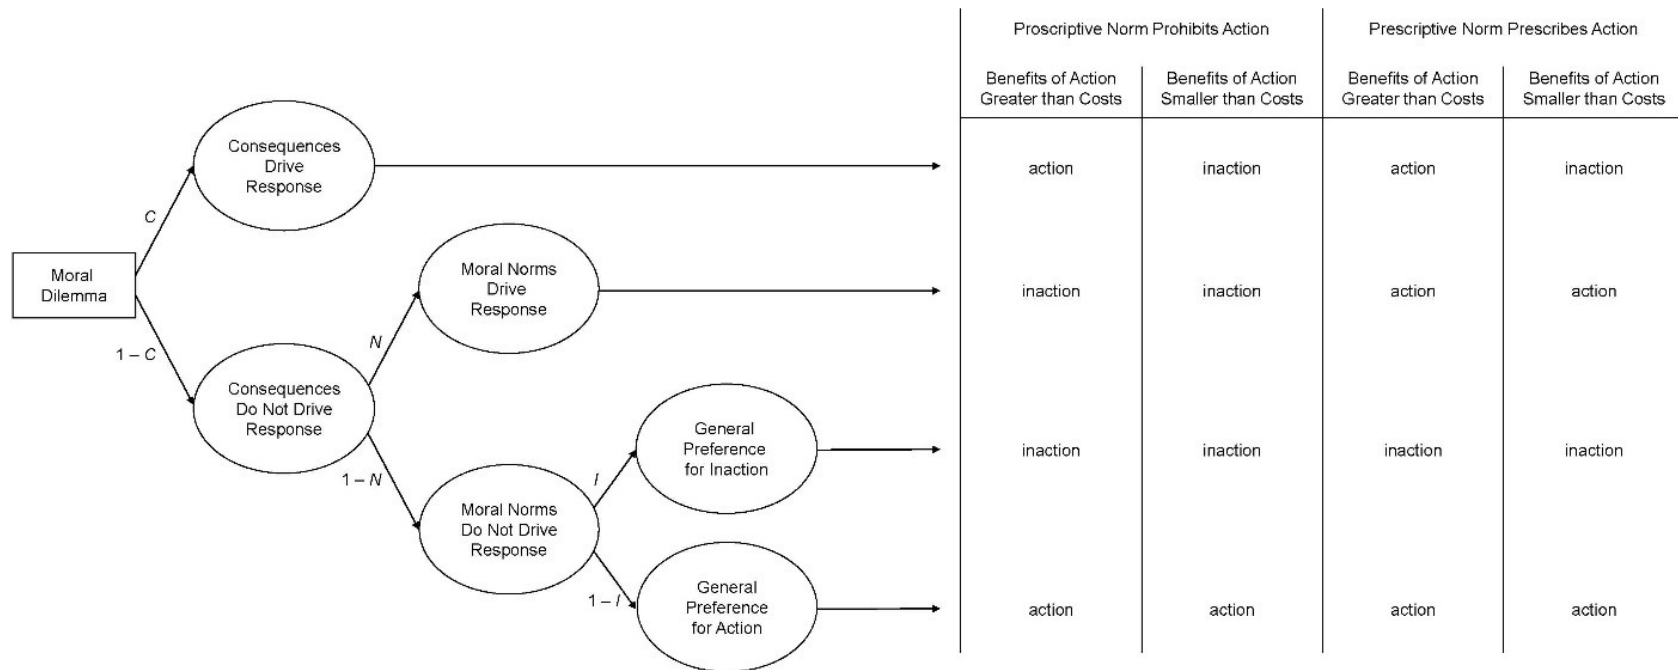 Proscriptive Norm Prohibits Action
Prescriptive Norm Prescribes Action
Benefits of Action
Greater than Costs
Benefits of Action
Smaller than Costs
Benefits of Action
Greater than Costs
Benefits of Action
Smaller than Costs
Consequences
Drive
Response
action
inaction
action
inaction
C
Moral
Dilemma
Moral Norms
Drive
Response
inaction
inaction
action
action
1 – C
N
Consequences
Do Not Drive
Response
General
Preference
for Inaction
inaction
inaction
inaction
inaction
1 – N
I
Moral Norms
Do Not Drive
Response
1 – I
General
Preference
for Action
action
action
action
action